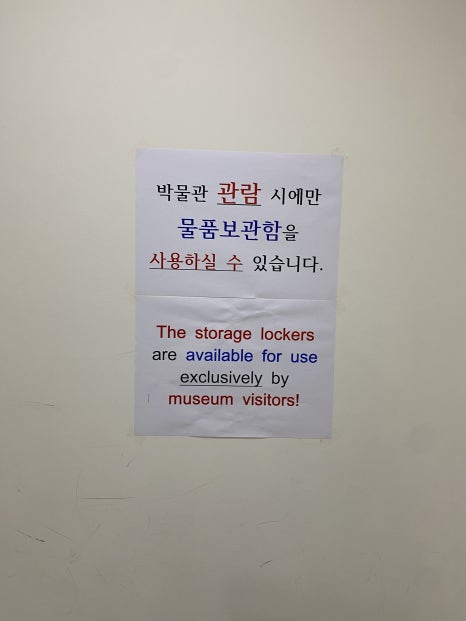 박물관 관람 시에만
물품보관함을
사용하실 수 있습니다.
The storage lockers
are available for use
exclusively by
museum visitors!